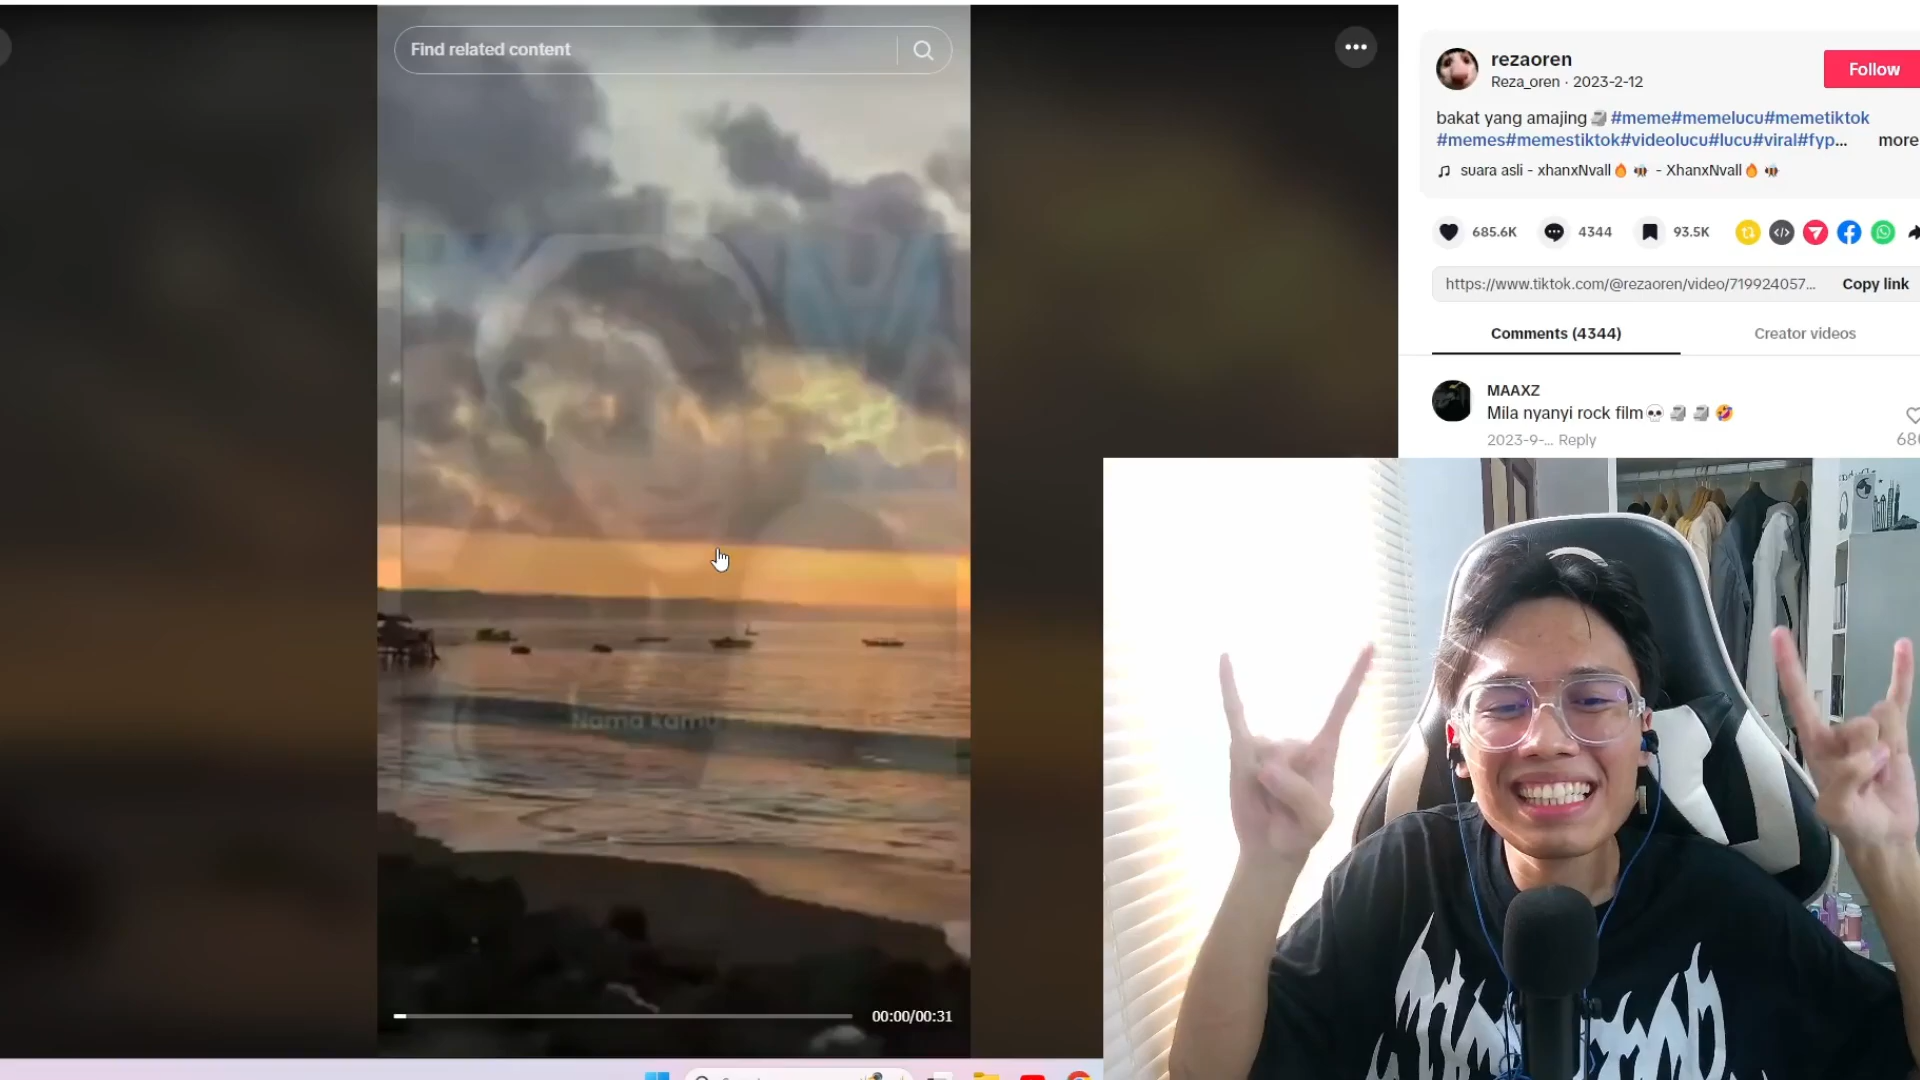 Find related content
rezaoren
Reza_oren · 2023-2-12
Follow
bakat yang amajing🗿 #meme#memelucu#memetiktok
#memes#memestiktok#videolucu#lucu#viral#fyp... more
suara asli - xhanxNvall🔥 🐝 - XhanxNvall🔥 🐝
685.6K
4344
93.5K
https://www.tiktok.com/@rezaoren/video/719924057... Copy link
Comments (4344)
Creator videos
MAAXZ
Mila nyanyi rock film💀 🗿 🗿 🤣
2023-9-... Reply
Nama kamu
00:00/00:31